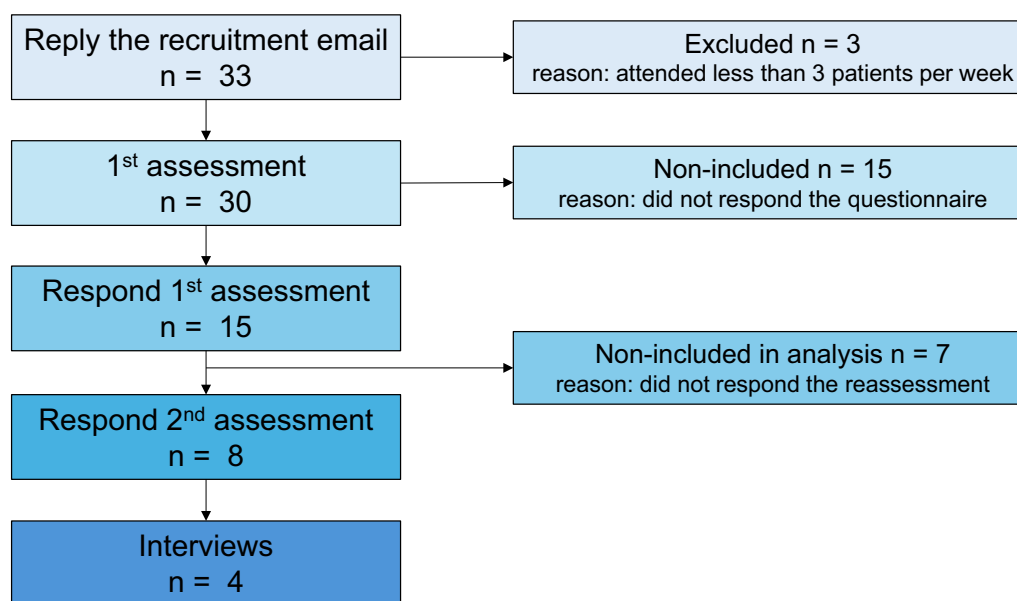 Reply the recruitment email
n = 33
Excluded n = 3
reason: attended less than 3 patients per week
1st assessment
n = 30
Non-included n = 15
reason: did not respond the questionnaire
Respond 1st assessment
n = 15
Non-included in analysis n = 7
reason: did not respond the reassessment
Respond 2nd assessment
n = 8
Interviews
n = 4